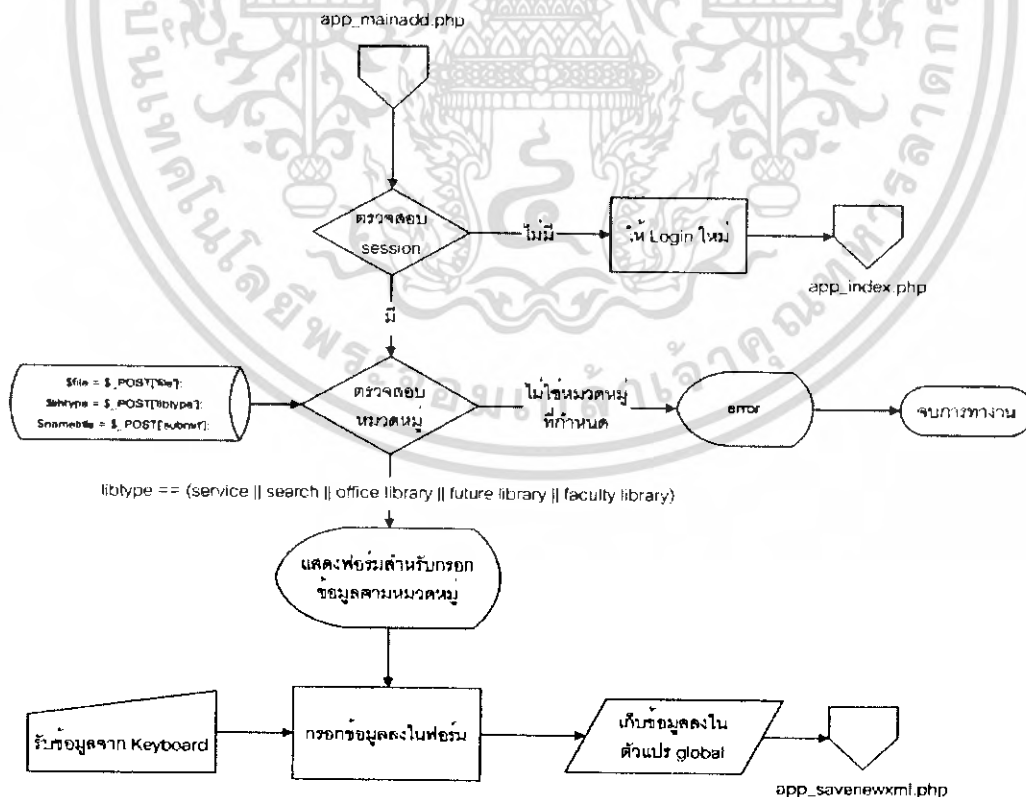 app_mainadd.php
ตรวจสอบ
session
ไม่มี
ให้ Login ใหม่
app_index.php
มี
$file = $_POST['file'];
$libtype = $_POST['libtype'];
$namebtle = $_POST['submit'];
ตรวจสอบ
หมวดหมู่
ไม่ใช่หมวดหมู่
ที่กำหนด
error
จบการทำงาน
libtype == (service || search || office library || future library || faculty library)
แสดงฟอร์มสำหรับกรอก
ข้อมูลตามหมวดหมู่
รับข้อมูลจาก Keyboard
กรอกข้อมูลลงในฟอร์ม
เก็บข้อมูลลงใน
ตัวแปร global
app_savenewxml.php